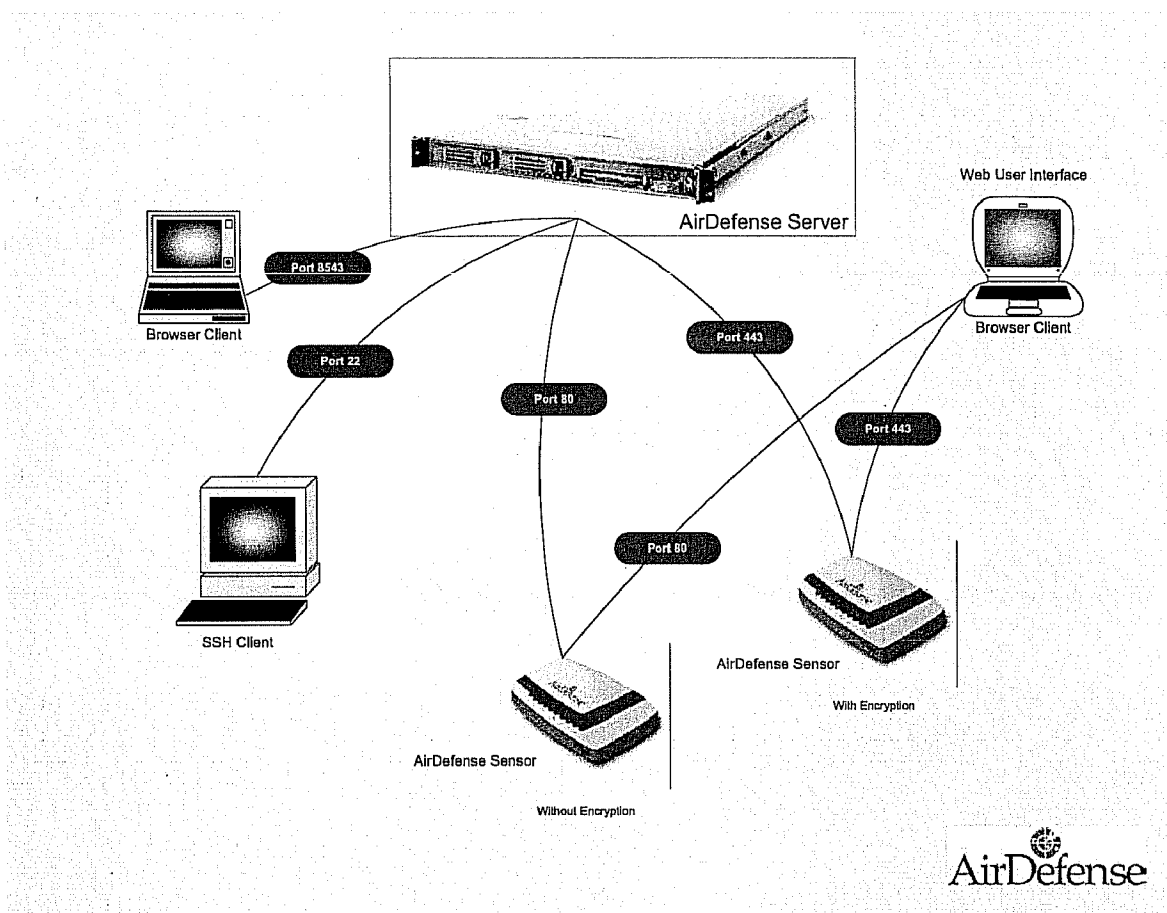 Web User Interface
AirDefense Server
Port 8543
Browser Client
Browser Client
Port 443
Port 22
Port 80
Port 443
Port 80
SSH Client
AirDefense Sensor
With Encryption
AirDefense Sensor
Without Encryption
AirDefense